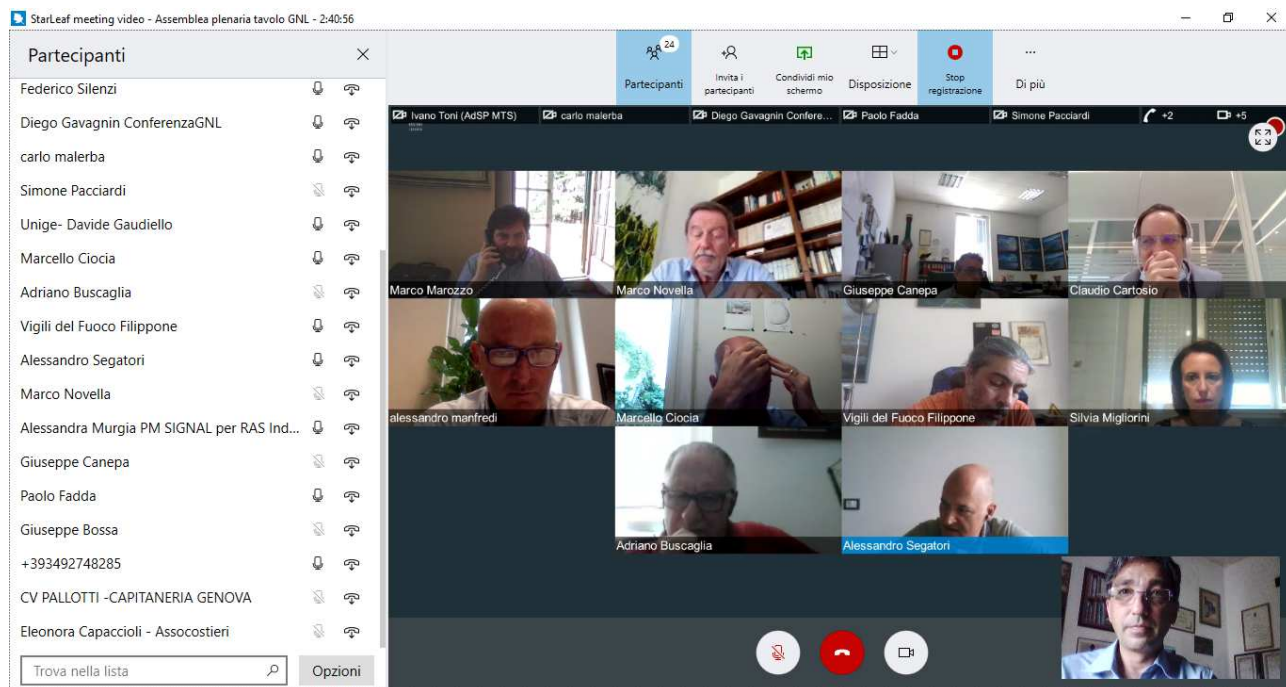 StarLeaf meeting video - Assemblea plenaria tavolo GNL - 2:40:56
Partecipanti
Federico Silenzi
Diego Gavagnin ConferenzaGNL
carlo malerba
Simone Pacciardi
Unige- Davide Gaudiello
Marcello Ciocia
Adriano Buscaglia
Vigili del Fuoco Filippone
Alessandro Segatori
Marco Novella
Alessandra Murgia PM SIGNAL per RAS Ind...
Giuseppe Canepa
Paolo Fadda
Giuseppe Bossa
+393492748285
CV PALLOTTI -CAPITANERIA GENOVA
Eleonora Capaccioli - Assocostieri
Trova nella lista
Opzioni
24
Partecipanti
Invita i
partecipanti
Condividi mio
schermo
Disposizione
Stop
registrazione
Di più
Ivano Toni (AdSP MTS)
carlo malerba
Diego Gavagnin Confere...
Paolo Fadda
Simone Pacciardi
+2
+5
Marco Marozzo
Marco Novella
Giuseppe Canepa
Claudio Cartosio
alessandro manfredi
Marcello Ciocia
Vigili del Fuoco Filippone
Silvia Migliorini
Adriano Buscaglia
Alessandro Segatori